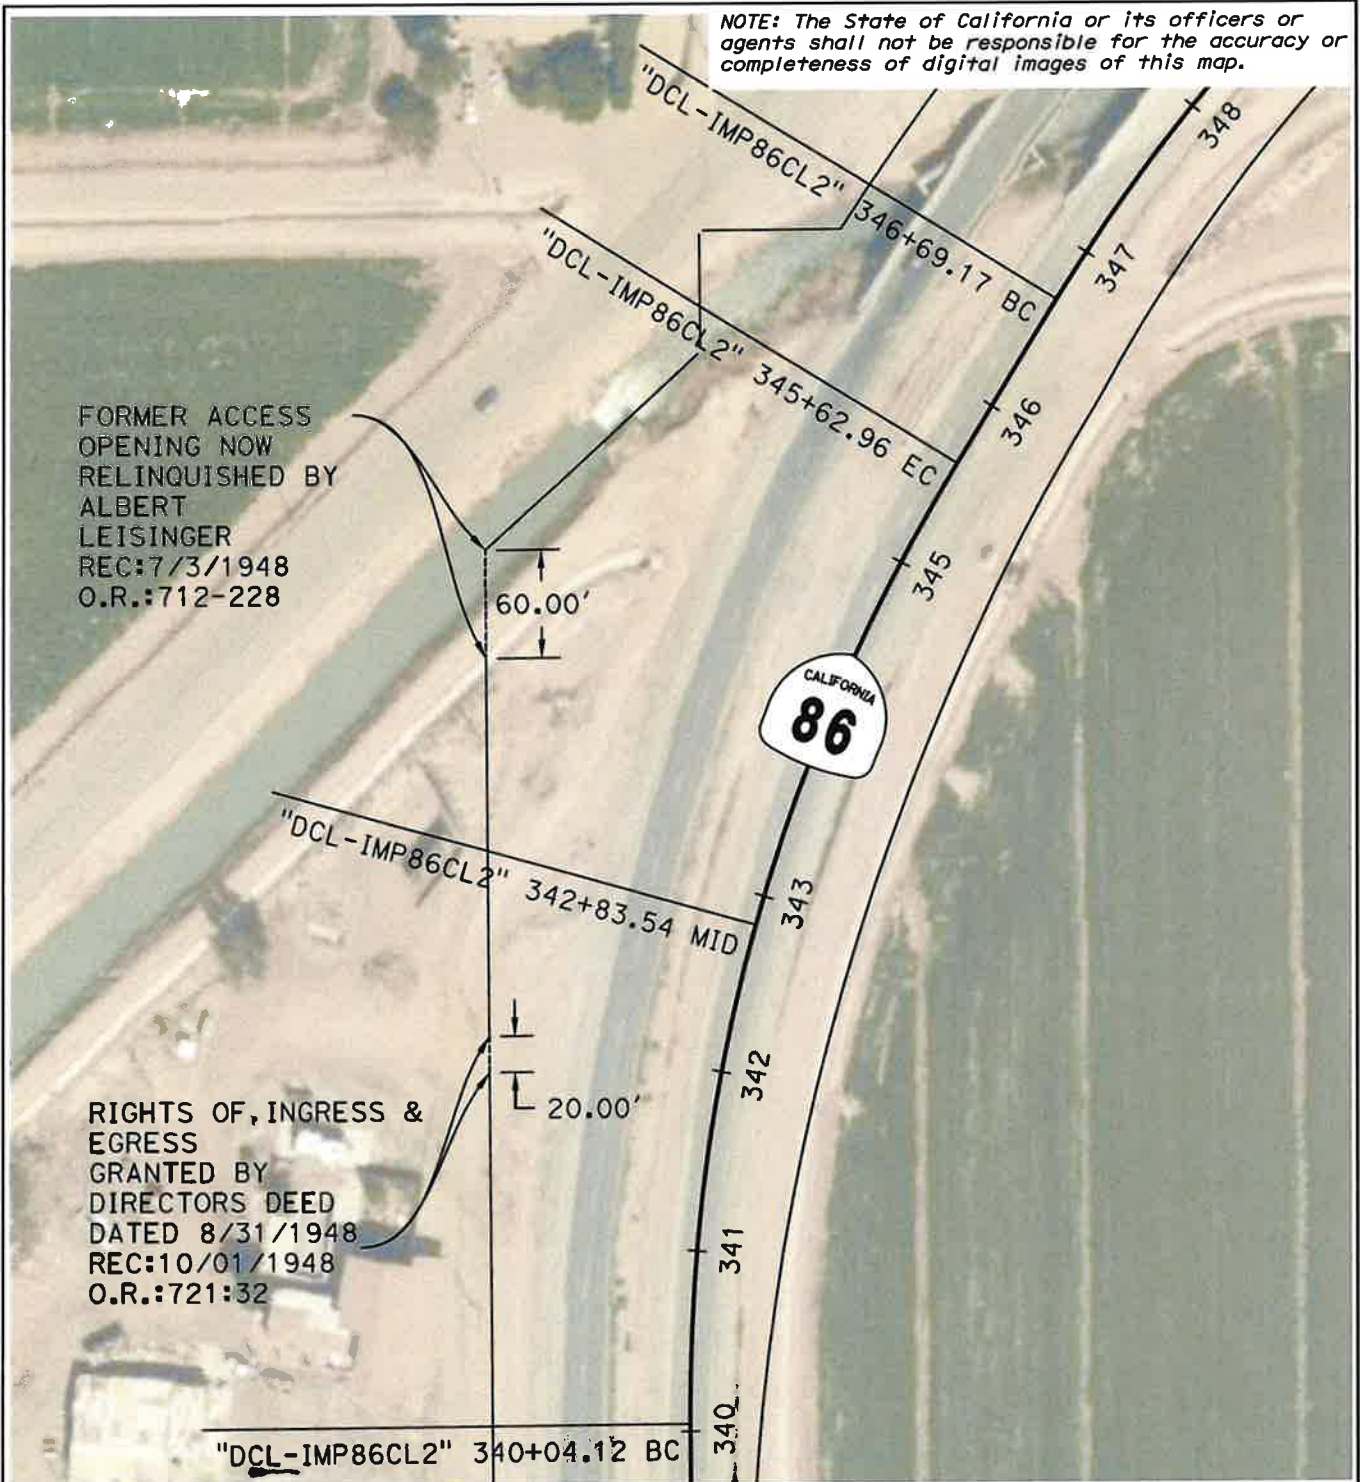 NOTE: The State of California or its officers or
agents shall not be responsible for the accuracy or
completeness of digital images of this map.
"DCL-IMP86CL2" 346+69.17 BC
348
347
"DCL-IMP86CL2" 345+62.96 EC
346
345
FORMER ACCESS
OPENING NOW
RELINQUISHED BY
ALBERT
LEISINGER
REC:7/3/1948
O.R.:712-228
60.00'
CALIFORNIA
86
"DCL-IMP86CL2" 342+83.54 MID
343
342
20.00'
RIGHTS OF, INGRESS &
EGRESS
GRANTED BY
DIRECTORS DEED
DATED 8/31/1948
REC:10/01/1948
O.R.:721:32
341
340
"DCL-IMP86CL2" 340+04.12 BC